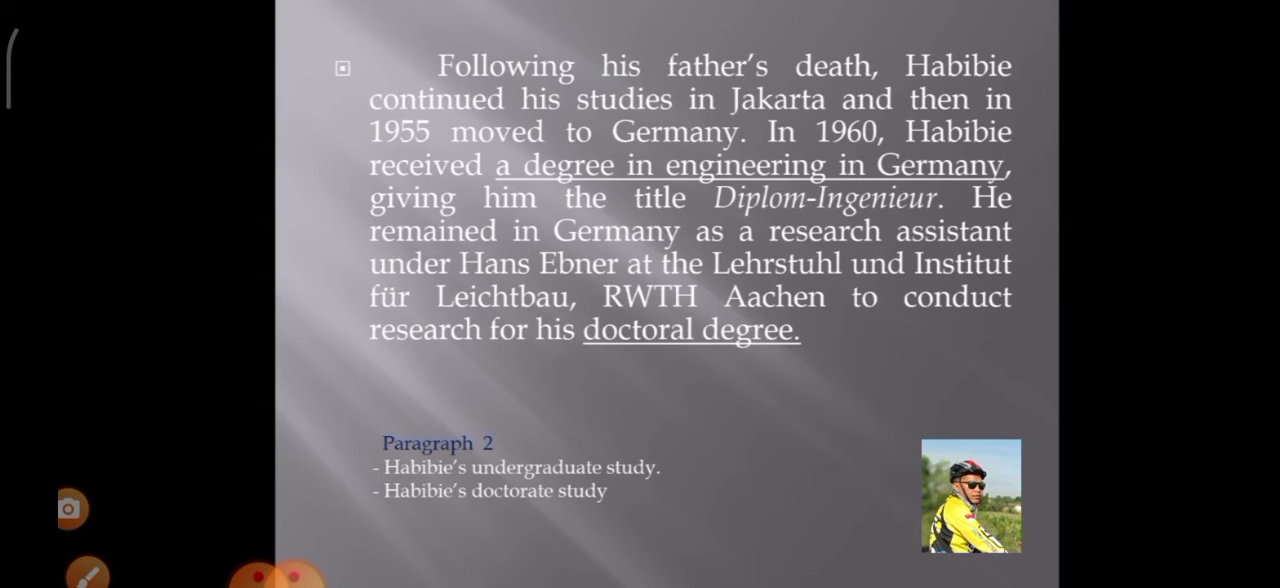 Following his father's death, Habibie
continued his studies in Jakarta and then in
1955 moved to Germany. In 1960, Habibie
received a degree in engineering in Germany,
giving him the title Diplom-Ingenieur. He
remained in Germany as a research assistant
under Hans Ebner at the Lehrstuhl und Institut
für Leichtbau, RWTH Aachen to conduct
research for his doctoral degree.
Paragraph 2
- Habibie's undergraduate study.
- Habibie's doctorate study